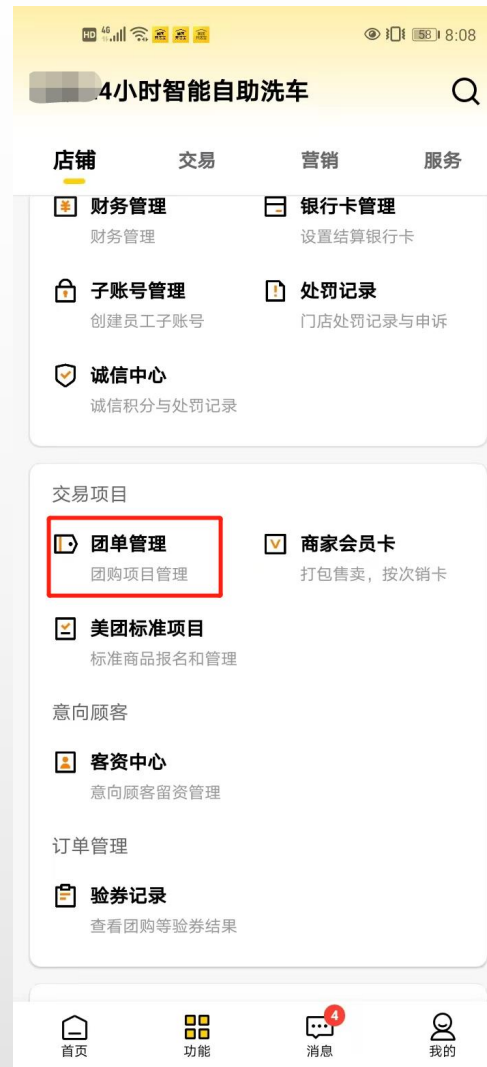 HD 46 58 8:08
4小时智能自助洗车
店铺 交易 营销 服务
财务管理 银行卡管理
财务管理 设置结算银行卡
子账号管理 处罚记录
创建员工子账号 门店处罚记录与申诉
诚信中心
诚信积分与处罚记录
交易项目
团单管理 商家会员卡
团购项目管理 打包售卖，按次销卡
美团标准项目
标准商品报名和管理
意向顾客
客资中心
意向顾客留资管理
订单管理
验券记录
查看团购等验券结果
4
首页 功能 消息 我的